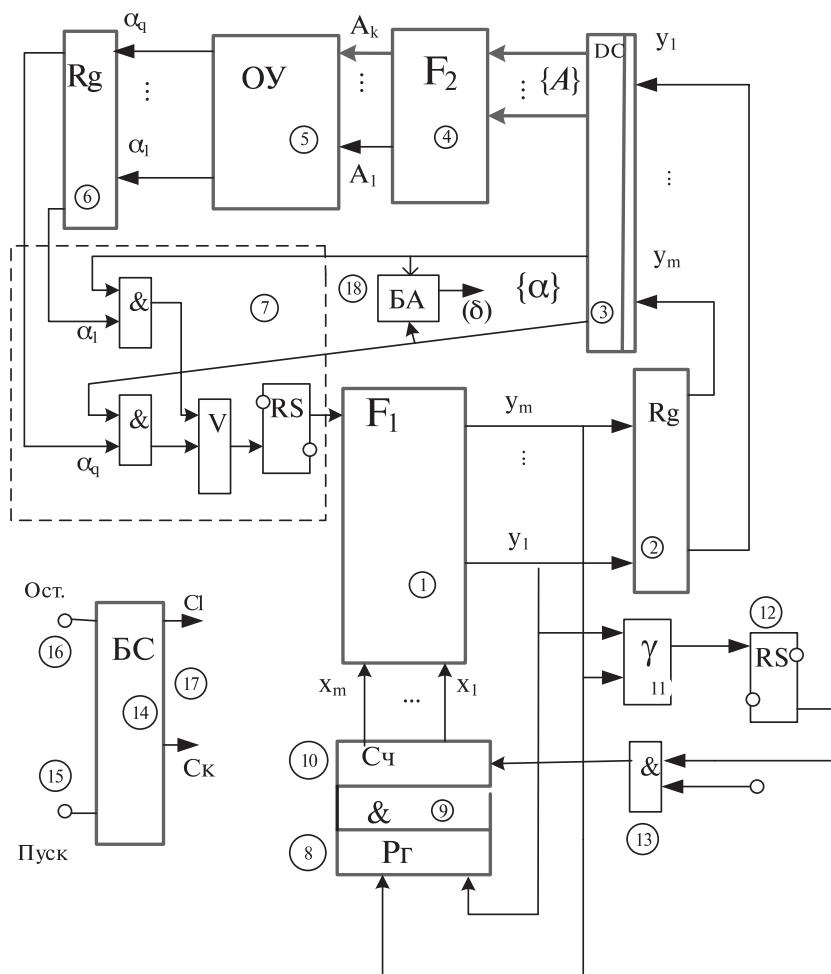 α_q
Rg
α_1
6
ОУ
5
A_k
A_1
F_2
4
{A}
DC
3
y_1
y_m
...
&
α_1
7
18
БА
(δ)
{α}
&
α_q
V
RS
F_1
1
y_m
...
y_1
Rg
2
Ост.
16
БС
14
15
Пуск
C1
17
Ск
x_m
...
x_1
γ
11
12
RS
10
Сч
&
9
8
Рг
&
13